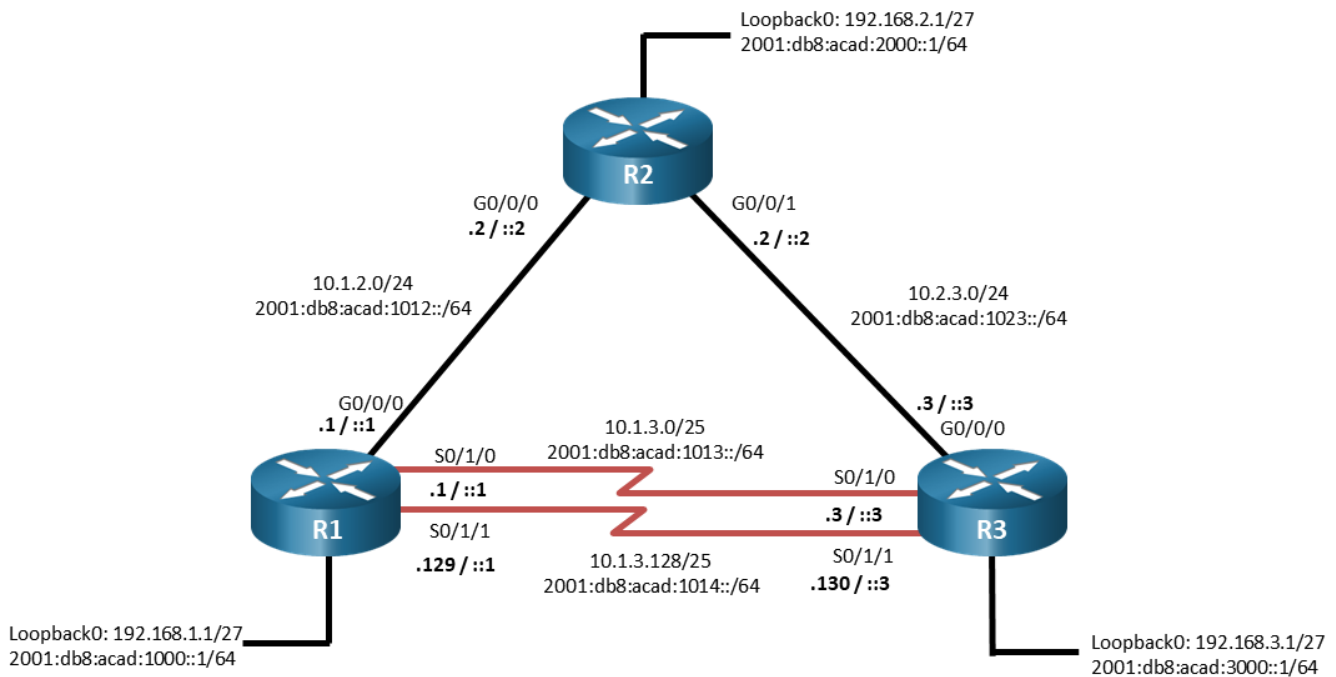 Loopback0: 192.168.2.1/27
2001:db8:acad:2000::1/64
R2
G0/0/0
.2 / ::2
G0/0/1
.2 / ::2
10.1.2.0/24
2001:db8:acad:1012::/64
10.2.3.0/24
2001:db8:acad:1023::/64
G0/0/0
.1 / ::1
.3 / ::3
G0/0/0
10.1.3.0/25
2001:db8:acad:1013::/64
S0/1/0
.1 / ::1
S0/1/0
.3 / ::3
R1
R3
S0/1/1
.129 / ::1
10.1.3.128/25
2001:db8:acad:1014::/64
S0/1/1
.130 / ::3
Loopback0: 192.168.1.1/27
2001:db8:acad:1000::1/64
Loopback0: 192.168.3.1/27
2001:db8:acad:3000::1/64